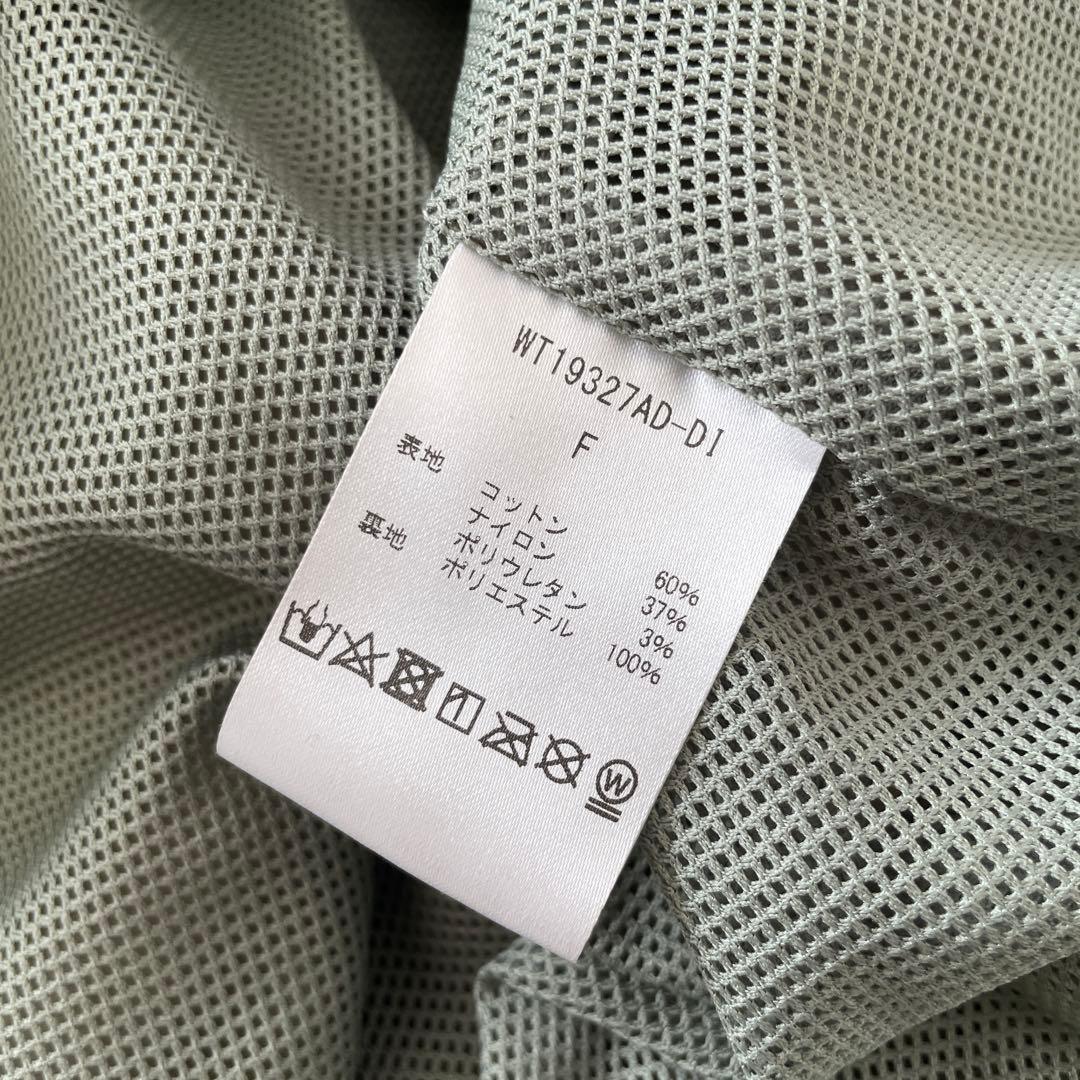 WT19327AD-DI
F
表地 コットン 60%
ナイロン 37%
ポリウレタン 3%
裏地 ポリエステル 100%
W